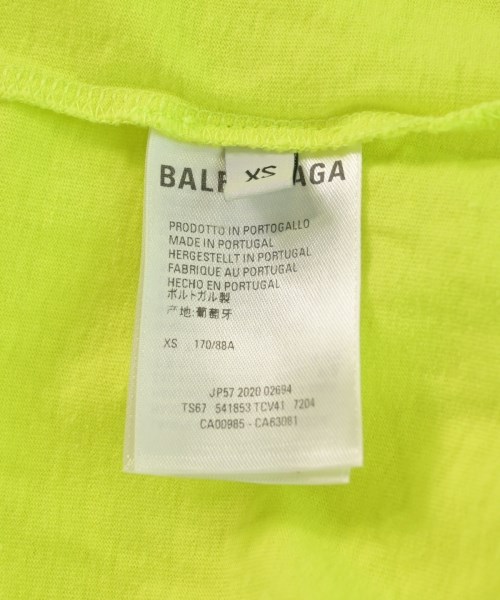 XS
BALE AGA
PRODOTTO IN PORTOGALLO
MADE IN PORTUGAL
HERGESTELLT IN PORTUGAL
FABRIQUE AU PORTUGAL
HECHO EN PORTUGAL
ポルトガル製
产地:葡萄牙
XS 170/88A
JP57 2020 02694
TS67 541853 TCV41 7204
CA00985 - CA63081